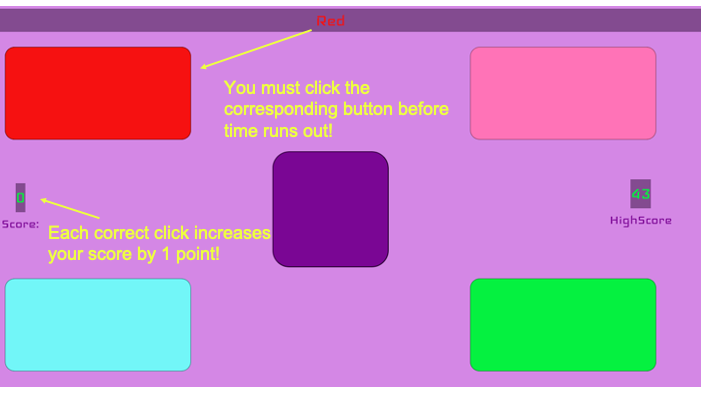 Red
You must click the
corresponding button before
time runs out!
0
43
Score:
HighScore
Each correct click increases
your score by 1 point!